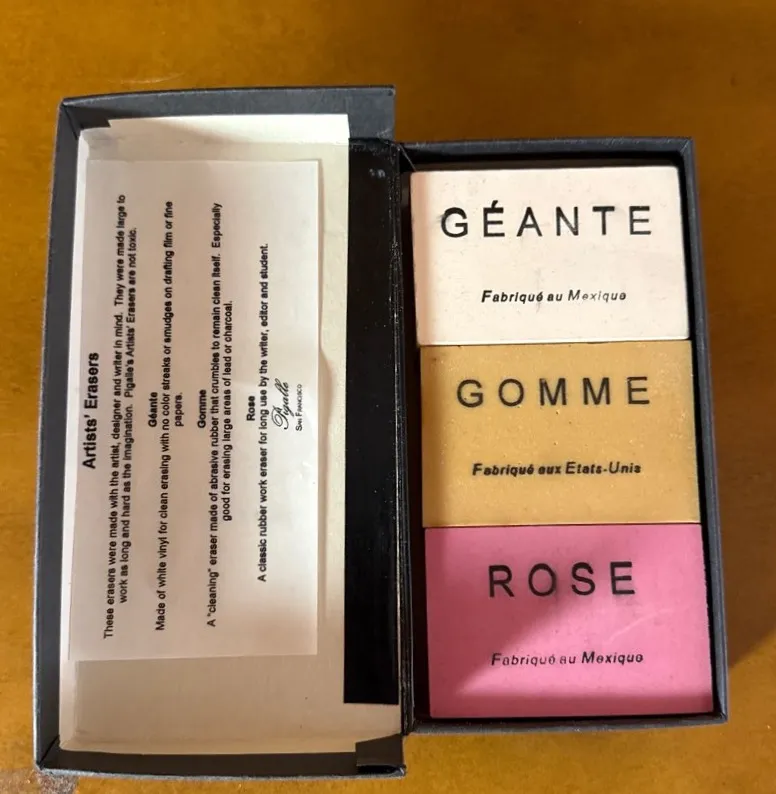 Artists' Erasers
These erasers were made with the artist, designer and writer in mind.  They were made large to
work as long and hard as the imagination.  Pigalle's Artists' Erasers are not toxic.
Géante
Made of white vinyl for clean erasing with no color streaks or smudges on drafting film or fine
papers.
Gomme
A "cleaning" eraser made of abrasive rubber that crumbles to remain clean itself.  Especially
good for erasing large areas of lead or charcoal.
Rose
A classic rubber work eraser for long use by the writer, editor and student.
Pigalle
San Francisco
GÉANTE
Fabriqué au Mexique
GOMME
Fabriqué aux Etats-Unis
ROSE
Fabriqué au Mexique